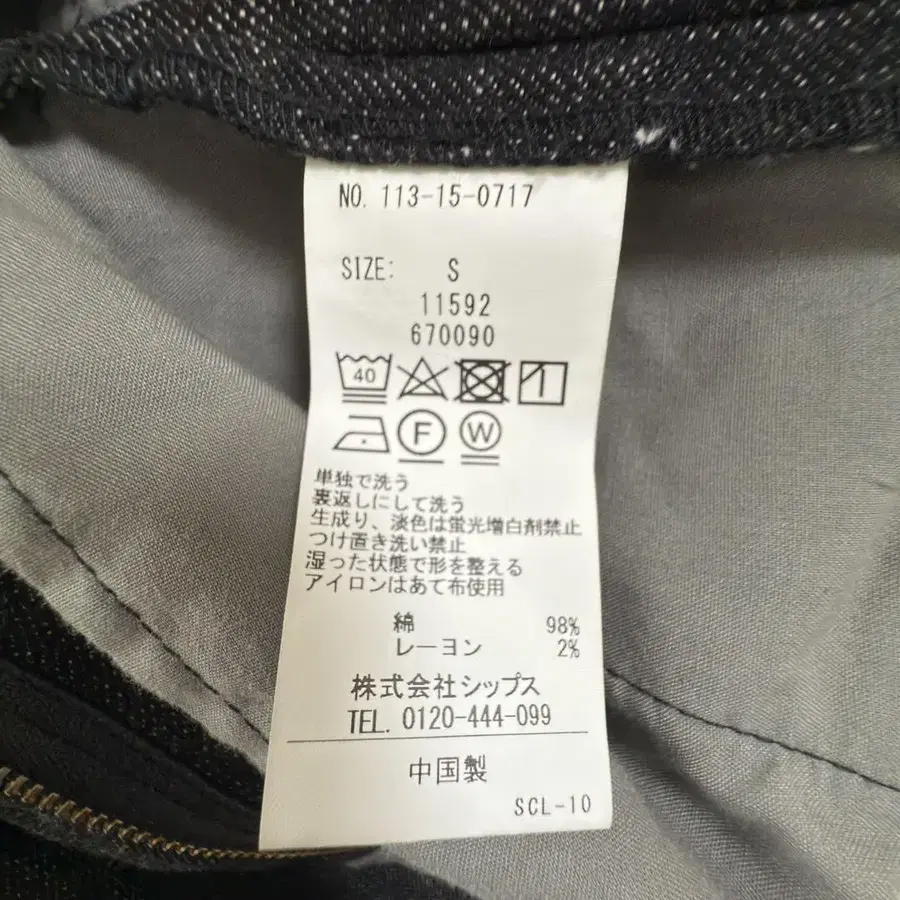 NO. 113-15-0717
SIZE: S
11592
670090
40
F W
単独で洗う
裏返しにして洗う
生成り、淡色は蛍光増白剤禁止
つけ置き洗い禁止
湿った状態で形を整える
アイロンはあて布使用
綿 98%
レーヨン 2%
株式会社シップス
TEL. 0120-444-099
中国製
SCL-10